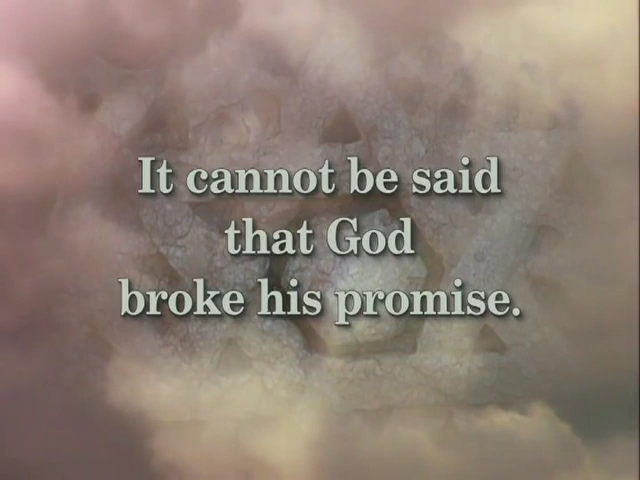 It cannot be said
that God
broke his promise.